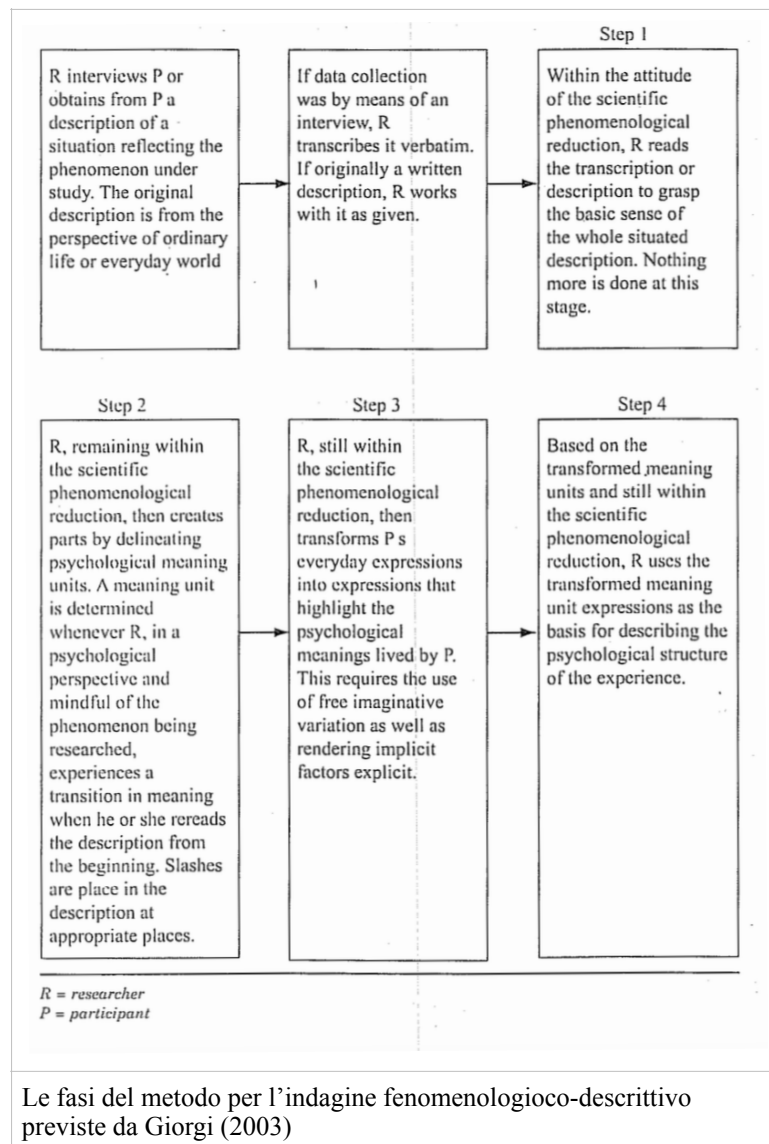 R interviews P or
obtains from P a
description of a
situation reflecting the
phenomenon under
study. The original
description is from the
perspective of ordinary
life or everyday world
If data collection
was by means of an
interview, R
transcribes it verbatim.
If originally a written
description, R works
with it as given.
Step 1
Within the attitude
of the scientific
phenomenological
reduction, R reads
the transcription or
description to grasp
the basic sense of
the whole situated
description. Nothing
more is done at this
stage.
Step 2
R, remaining within
the scientific
phenomenological
reduction, then creates
parts by delineating
psychological meaning
units. A meaning unit
is determined
whenever R, in a
psychological
perspective and
mindful of the
phenomenon being
researched,
experiences a
transition in meaning
when he or she rereads
the description from
the beginning. Slashes
are place in the
description at
appropriate places.
Step 3
R, still within
the scientific
phenomenological
reduction, then
transforms P s
everyday expressions
into expressions that
highlight the
psychological
meanings lived by P.
This requires the use
of free imaginative
variation as well as
rendering implicit
factors explicit.
Step 4
Based on the
transformed meaning
units and still within
the scientific
phenomenological
reduction, R uses the
transformed meaning
unit expressions as the
basis for describing the
psychological structure
of the experience.
R = researcher
P = participant
Le fasi del metodo per l’indagine fenomenologioco-descrittivo
previste da Giorgi (2003)